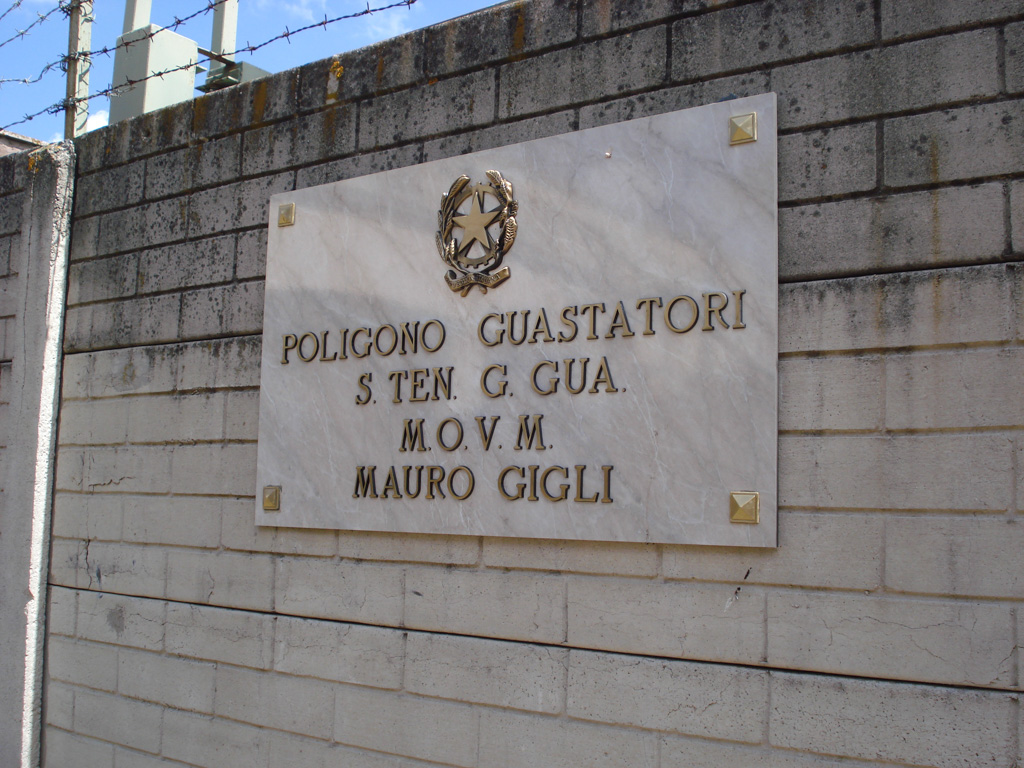 POLIGONO GUASTATORI
S. TEN. G. GUA.
M.O.V.M.
MAURO GIGLI